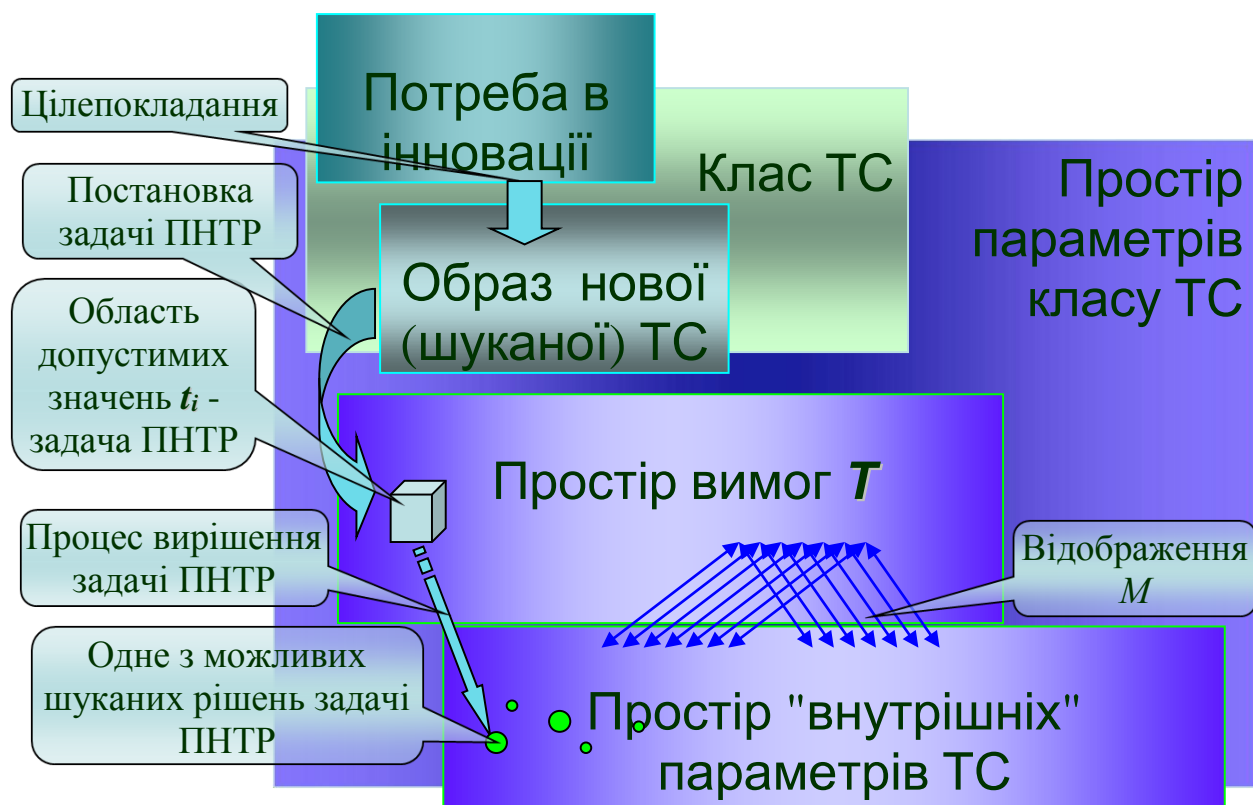 Потреба в
інновації
Цілепокладання
Клас ТС
Простір
параметрів
класу ТС
Постановка
задачі ПНТР
Образ нової
(шуканої) ТС
Область
допустимих
значень ti -
задача ПНТР
Простір вимог T
Процес вирішення
задачі ПНТР
Відображення
M
Одне з можливих
шуканих рішень задачі
ПНТР
Простір "внутрішніх"
параметрів ТС